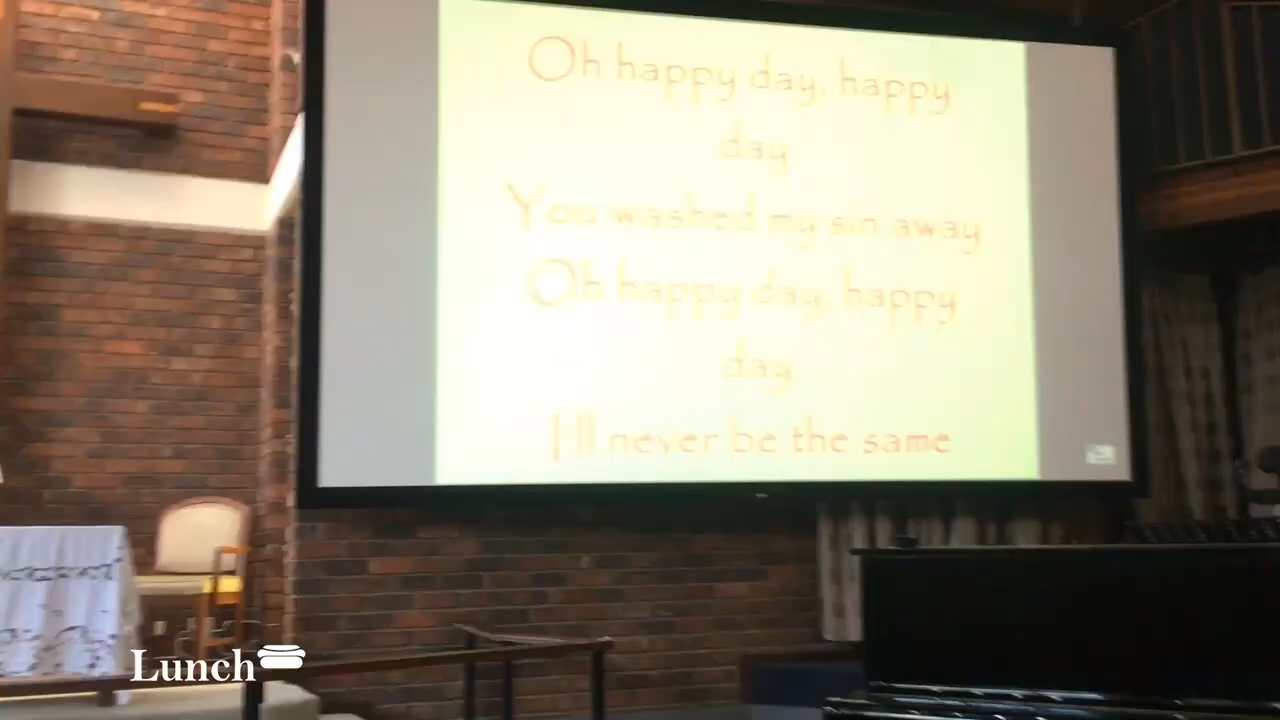 Oh happy day, happy
day
You washed my sin away
Oh happy day, happy
day
I'll never be the same
Lunch